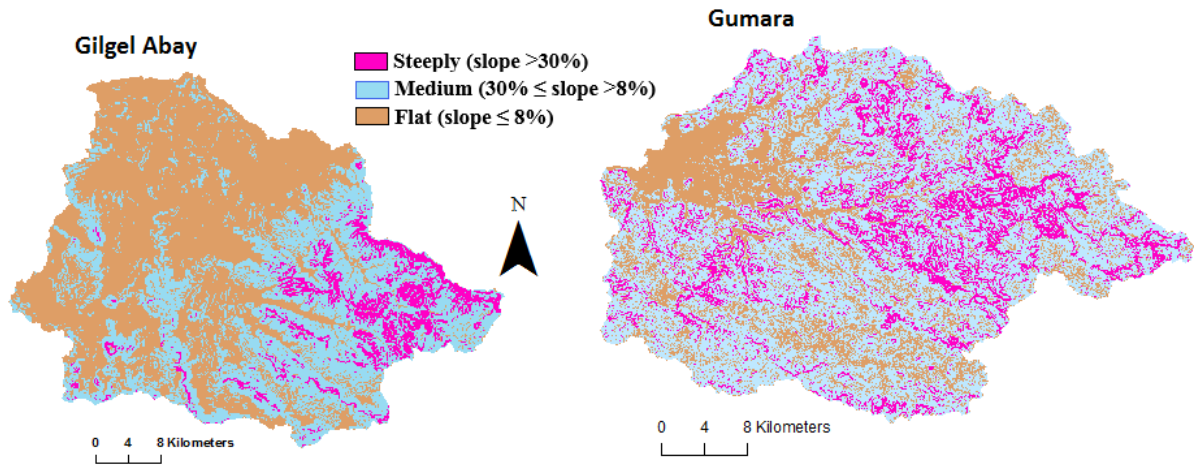 Gilgel Abay
Gumara
Steeply (slope >30%)
Medium (30% ≤ slope >8%)
Flat (slope ≤ 8%)
N
0 4 8 Kilometers
0 4 8 Kilometers